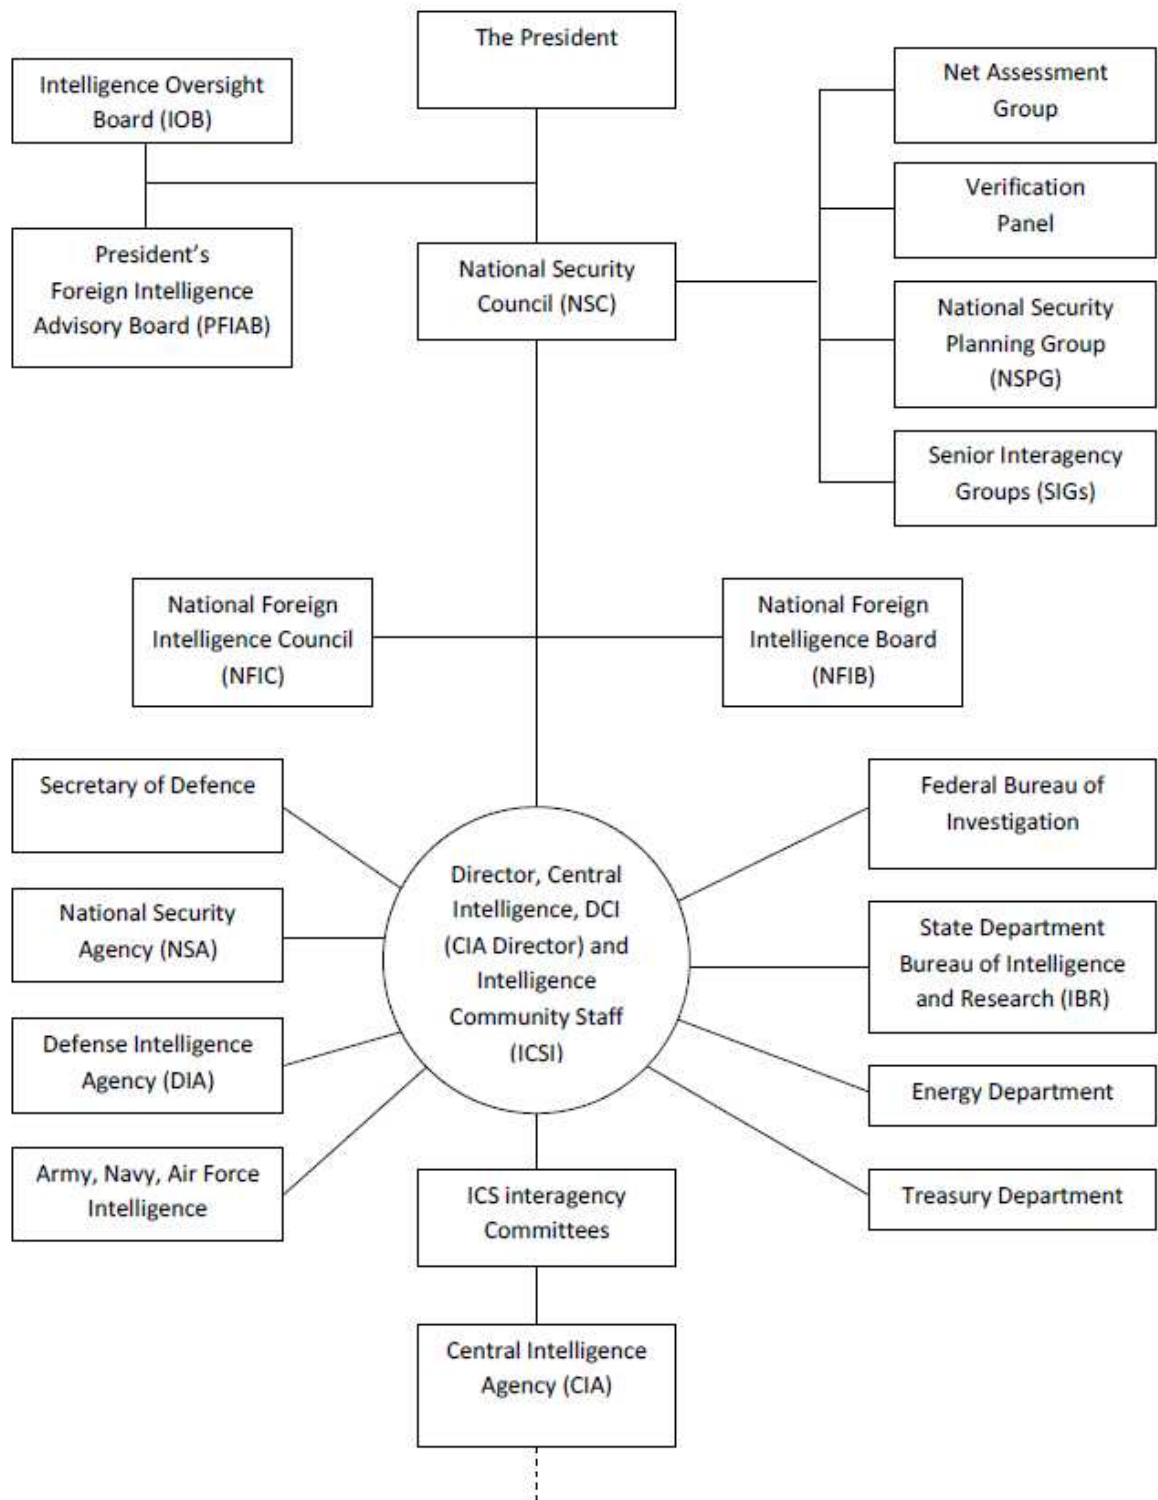 The President
Intelligence Oversight
Board (IOB)
Net Assessment
Group
Verification
Panel
President’s
Foreign Intelligence
Advisory Board (PFIAB)
National Security
Council (NSC)
National Security
Planning Group
(NSPG)
Senior Interagency
Groups (SIGs)
National Foreign
Intelligence Council
(NFIC)
National Foreign
Intelligence Board
(NFIB)
Secretary of Defence
National Security
Agency (NSA)
Defense Intelligence
Agency (DIA)
Army, Navy, Air Force
Intelligence
Director, Central
Intelligence, DCI
(CIA Director) and
Intelligence
Community Staff
(ICSI)
Federal Bureau of
Investigation
State Department
Bureau of Intelligence
and Research (IBR)
Energy Department
Treasury Department
ICS interagency
Committees
Central Intelligence
Agency (CIA)